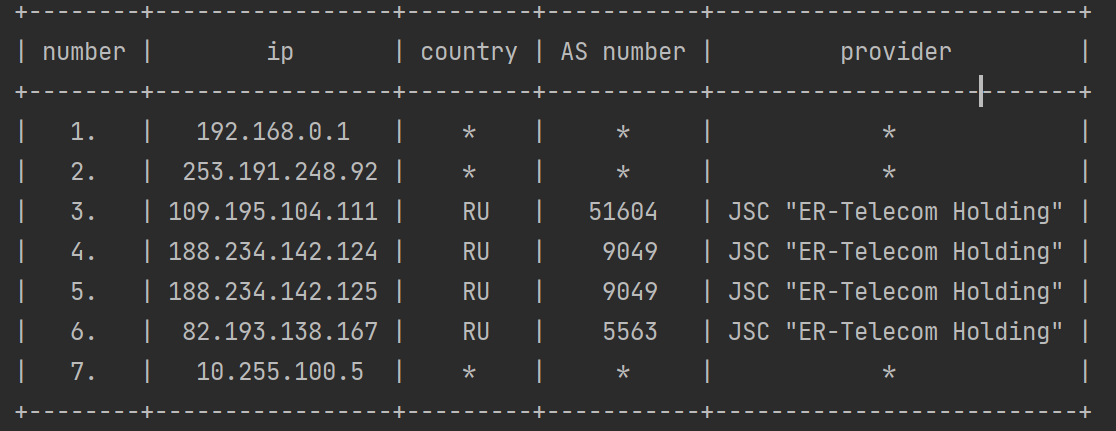 +--------+-----------------+---------+-----------+--------------------------+
| number |        ip       | country | AS number |         provider         |
+--------+-----------------+---------+-----------+--------------------------+
|   1.   |   192.168.0.1   |    *    |     *     |            *             |
|   2.   |  253.191.248.92 |    *    |     *     |            *             |
|   3.   | 109.195.104.111 |    RU   |   51604   | JSC "ER-Telecom Holding" |
|   4.   | 188.234.142.124 |    RU   |    9049   | JSC "ER-Telecom Holding" |
|   5.   | 188.234.142.125 |    RU   |    9049   | JSC "ER-Telecom Holding" |
|   6.   |  82.193.138.167 |    RU   |    5563   | JSC "ER-Telecom Holding" |
|   7.   |   10.255.100.5  |    *    |     *     |            *             |
+--------+-----------------+---------+-----------+--------------------------+